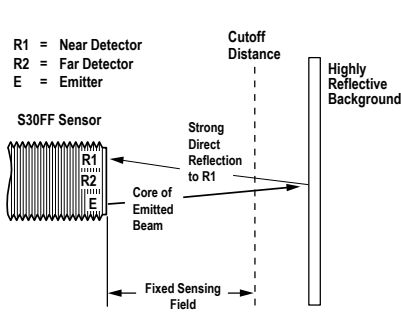 R1 = Near Detector
R2 = Far Detector
E = Emitter
Cutoff
Distance
Highly
Reflective
Background
S30FF Sensor
Strong
Direct
Reflection
to R1
R1
R2
E
Core of
Emitted
Beam
Fixed Sensing
Field